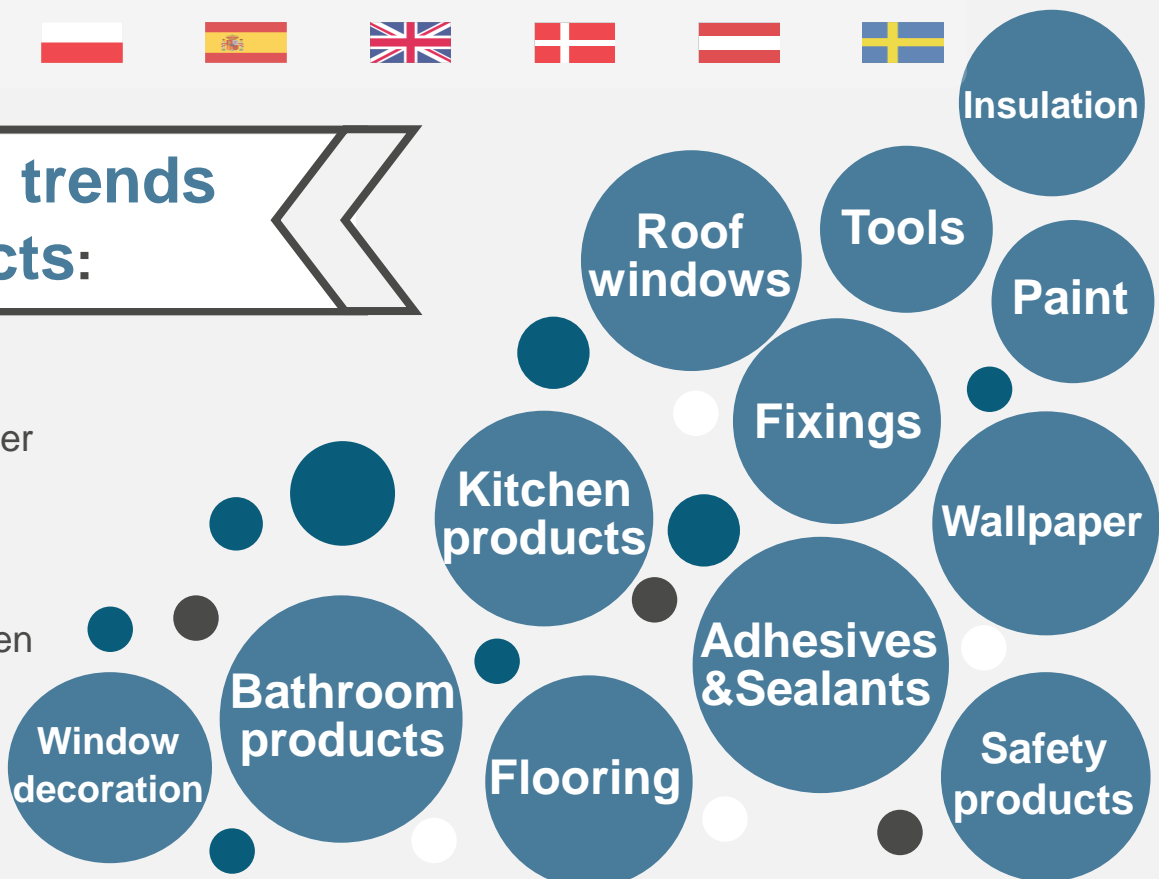 trends
cts:
er
en
Insulation
Roof
windows
Tools
Paint
Fixings
Kitchen
products
Wallpaper
Adhesives
&Sealants
Bathroom
products
Window
decoration
Flooring
Safety
products